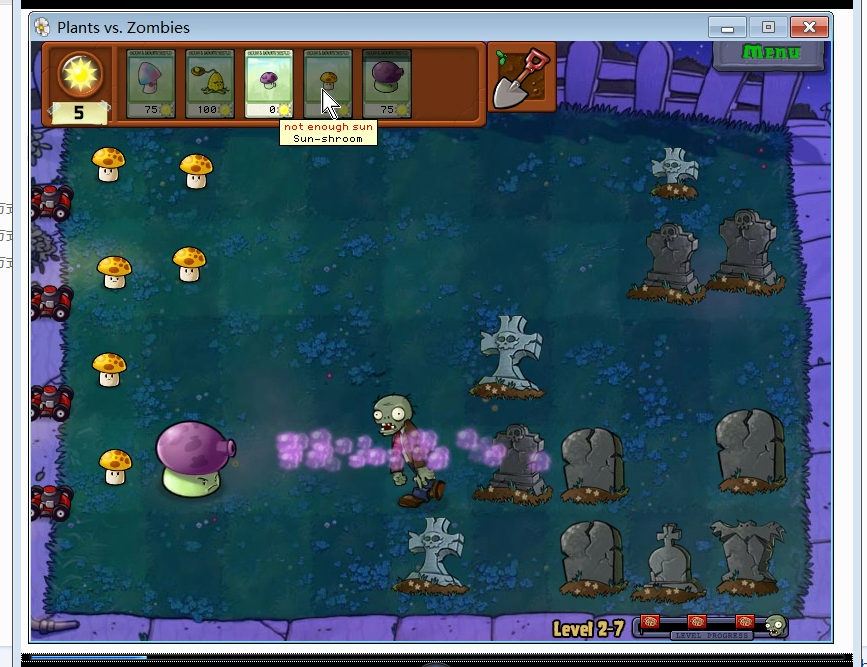 Plants vs. Zombies
Menu
75
100
0
75
5
not enough sun
Sun-shroom
Level 2-7
LEVEL PROGRESS